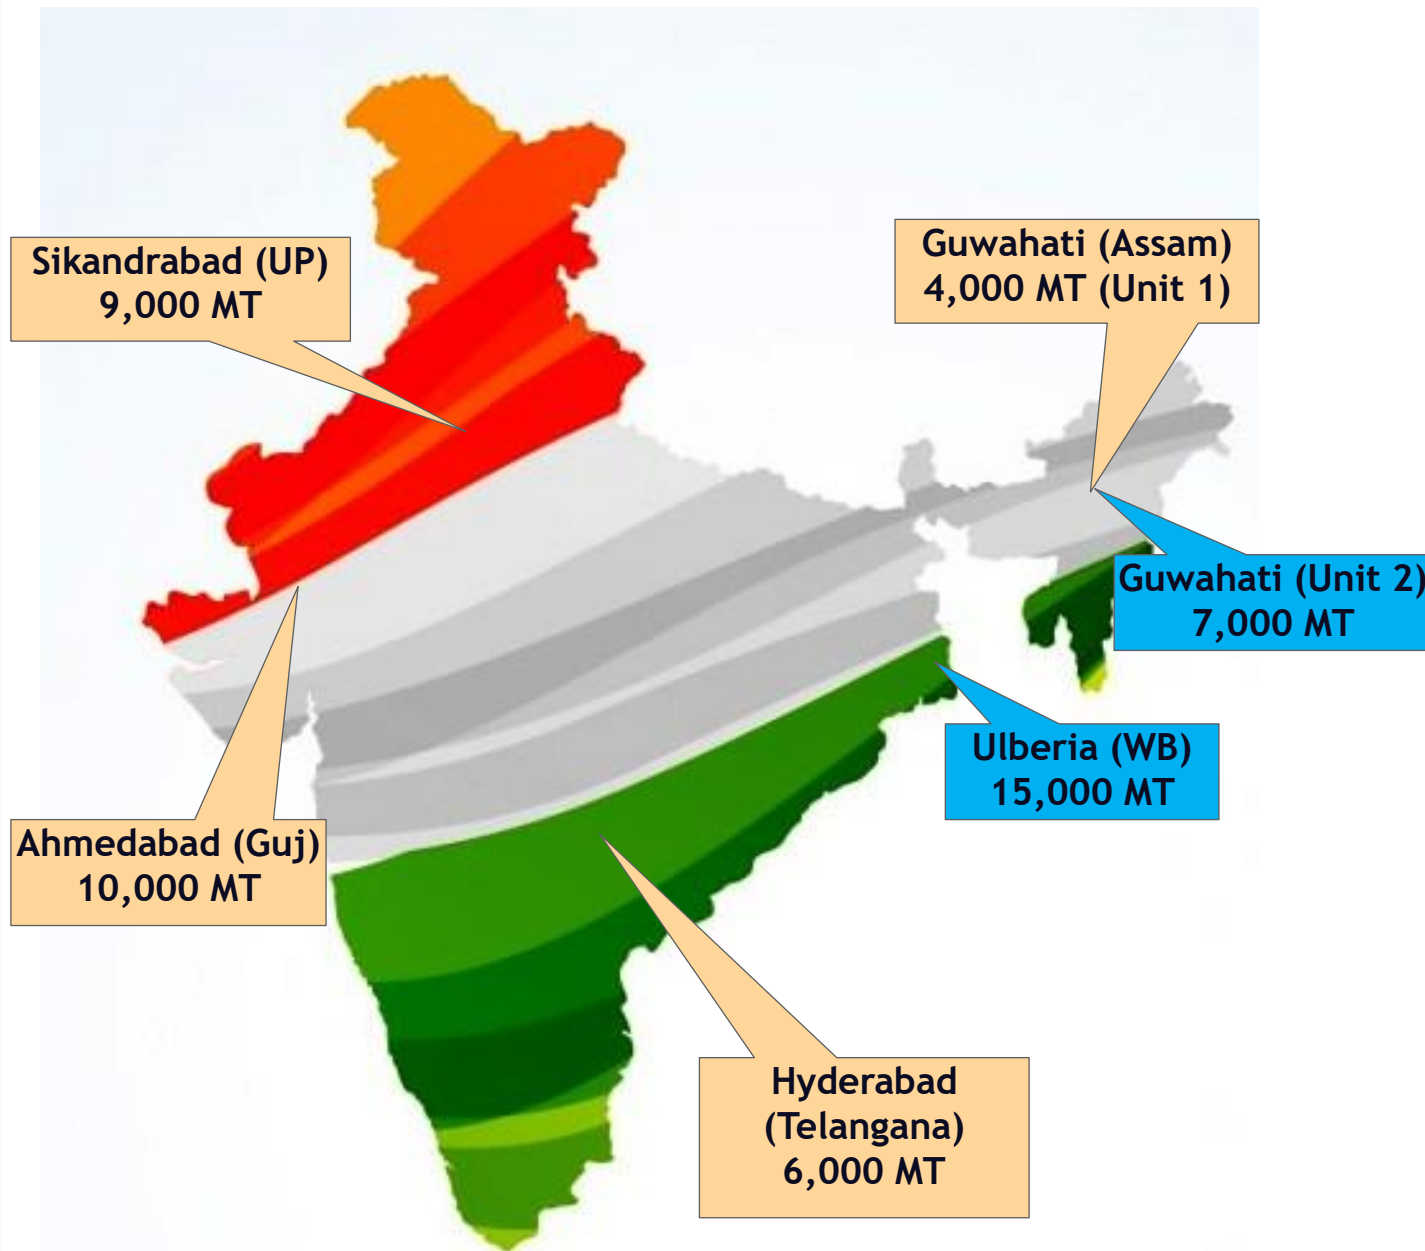 Sikandrabad (UP)
9,000 MT
Guwahati (Assam)
4,000 MT (Unit 1)
Guwahati (Unit 2)
7,000 MT
Ulberia (WB)
15,000 MT
Ahmedabad (Guj)
10,000 MT
Hyderabad
(Telangana)
6,000 MT